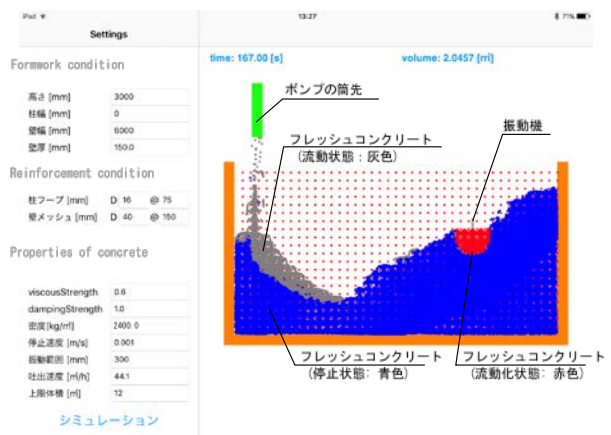 iPad
13:27
71%
Settings
time: 167.00 [s]
volume: 2.0457 [㎥]
Formwork condition
高さ [mm] 3000
柱幅 [mm] 0
壁幅 [mm] 6000
壁厚 [mm] 150.0
Reinforcement condition
柱フープ [mm] D 16 @ 75
壁メッシュ [mm] D 40 @ 150
Properties of concrete
viscousStrength 0.6
dampingStrength 1.0
密度[kg/㎥] 2400.0
停止速度 [m/s] 0.001
振動範囲 [mm] 300
吐出速度 [㎥/h] 44.1
上限体積 [㎥] 12
シミュレーション
ポンプの筒先
フレッシュコンクリート
(流動状態：灰色)
振動機
フレッシュコンクリート
(停止状態：青色)
フレッシュコンクリート
(流動化状態：赤色)